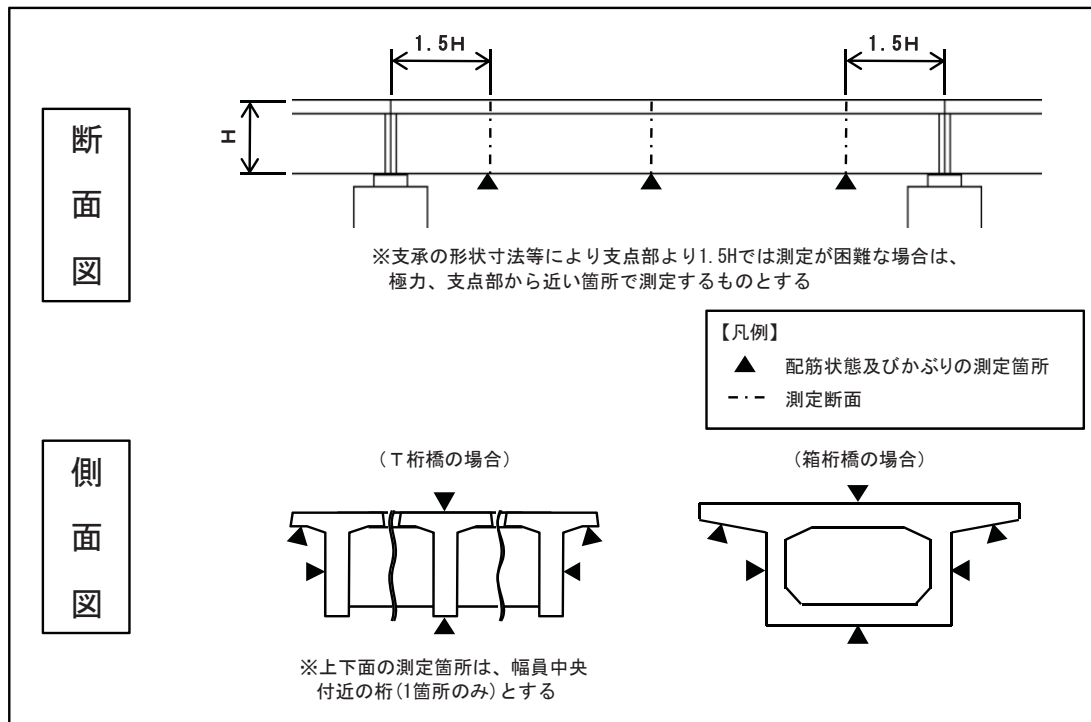 1.5H
1.5H
断面図
H
※支承の形状寸法等により支点部より1.5Hでは測定が困難な場合は、
極力、支点部から近い箇所で測定するものとする
【凡例】
▲ 配筋状態及びかぶりの測定箇所
測定断面
側面図
(T桁橋の場合)
(箱桁橋の場合)
※上下面の測定箇所は、幅員中央
付近の桁(1箇所のみ)とする